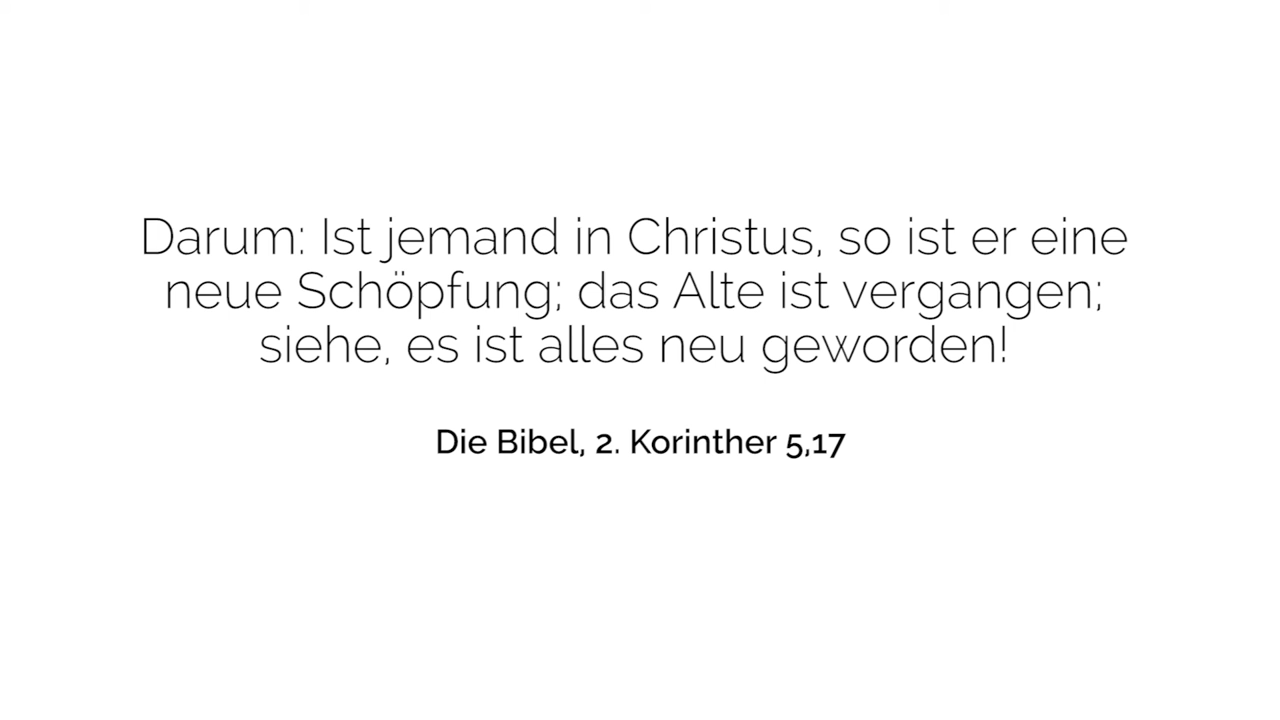 Darum: Ist jemand in Christus, so ist er eine
neue Schöpfung; das Alte ist vergangen;
siehe, es ist alles neu geworden!
Die Bibel, 2. Korinther 5,17